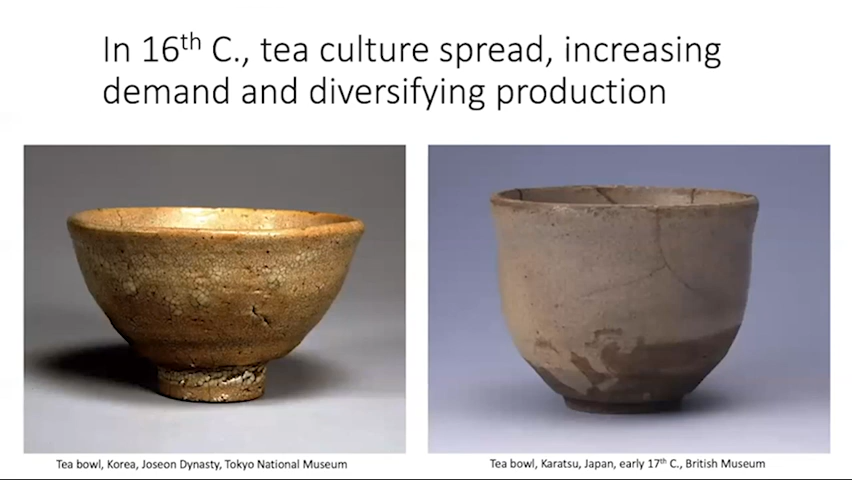 In 16th C., tea culture spread, increasing
demand and diversifying production
Tea bowl, Korea, Joseon Dynasty, Tokyo National Museum
Tea bowl, Karatsu, Japan, early 17th C., British Museum